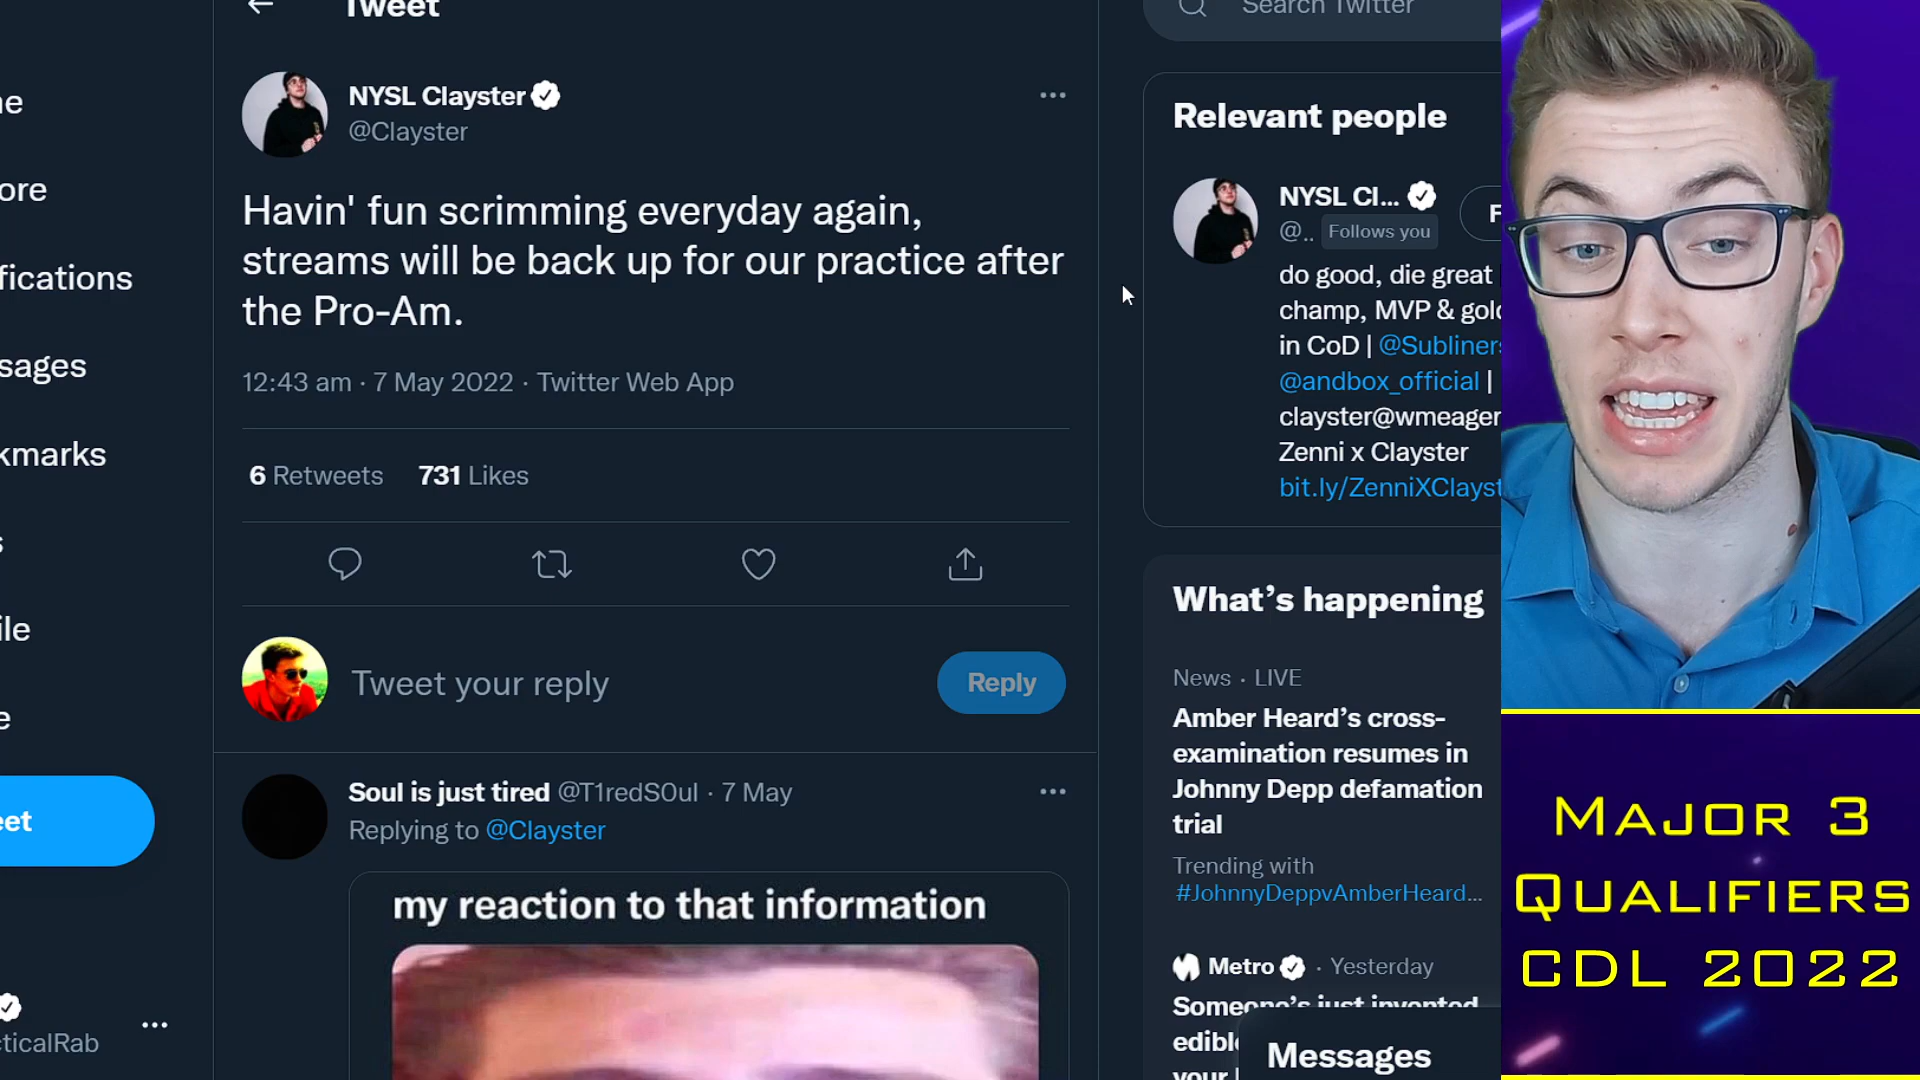 Tweet
Search Twitter
NYSL Clayster
@Clayster
Havin' fun scrimming everyday again,
streams will be back up for our practice after
the Pro-Am.
12:43 am · 7 May 2022 · Twitter Web App
6 Retweets 731 Likes
Tweet your reply
Reply
Soul is just tired @T1redS0ul · 7 May
Replying to @Clayster
my reaction to that information
ore
fications
sages
kmarks
ile
eet
cticalRab
Relevant people
NYSL Cl...
@..
Follows you
F
do good, die great
champ, MVP & gold
in CoD | @Subliners
@andbox_official |
clayster@wmeager
Zenni x Clayster
bit.ly/ZenniXClayst
What's happening
News · LIVE
Amber Heard's cross-
examination resumes in
Johnny Depp defamation
trial
Trending with
#JohnnyDeppvAmberHeard...
Metro · Yesterday
Someone's just invented
edible
your
Messages
Major 3
Qualifiers
CDL 2022